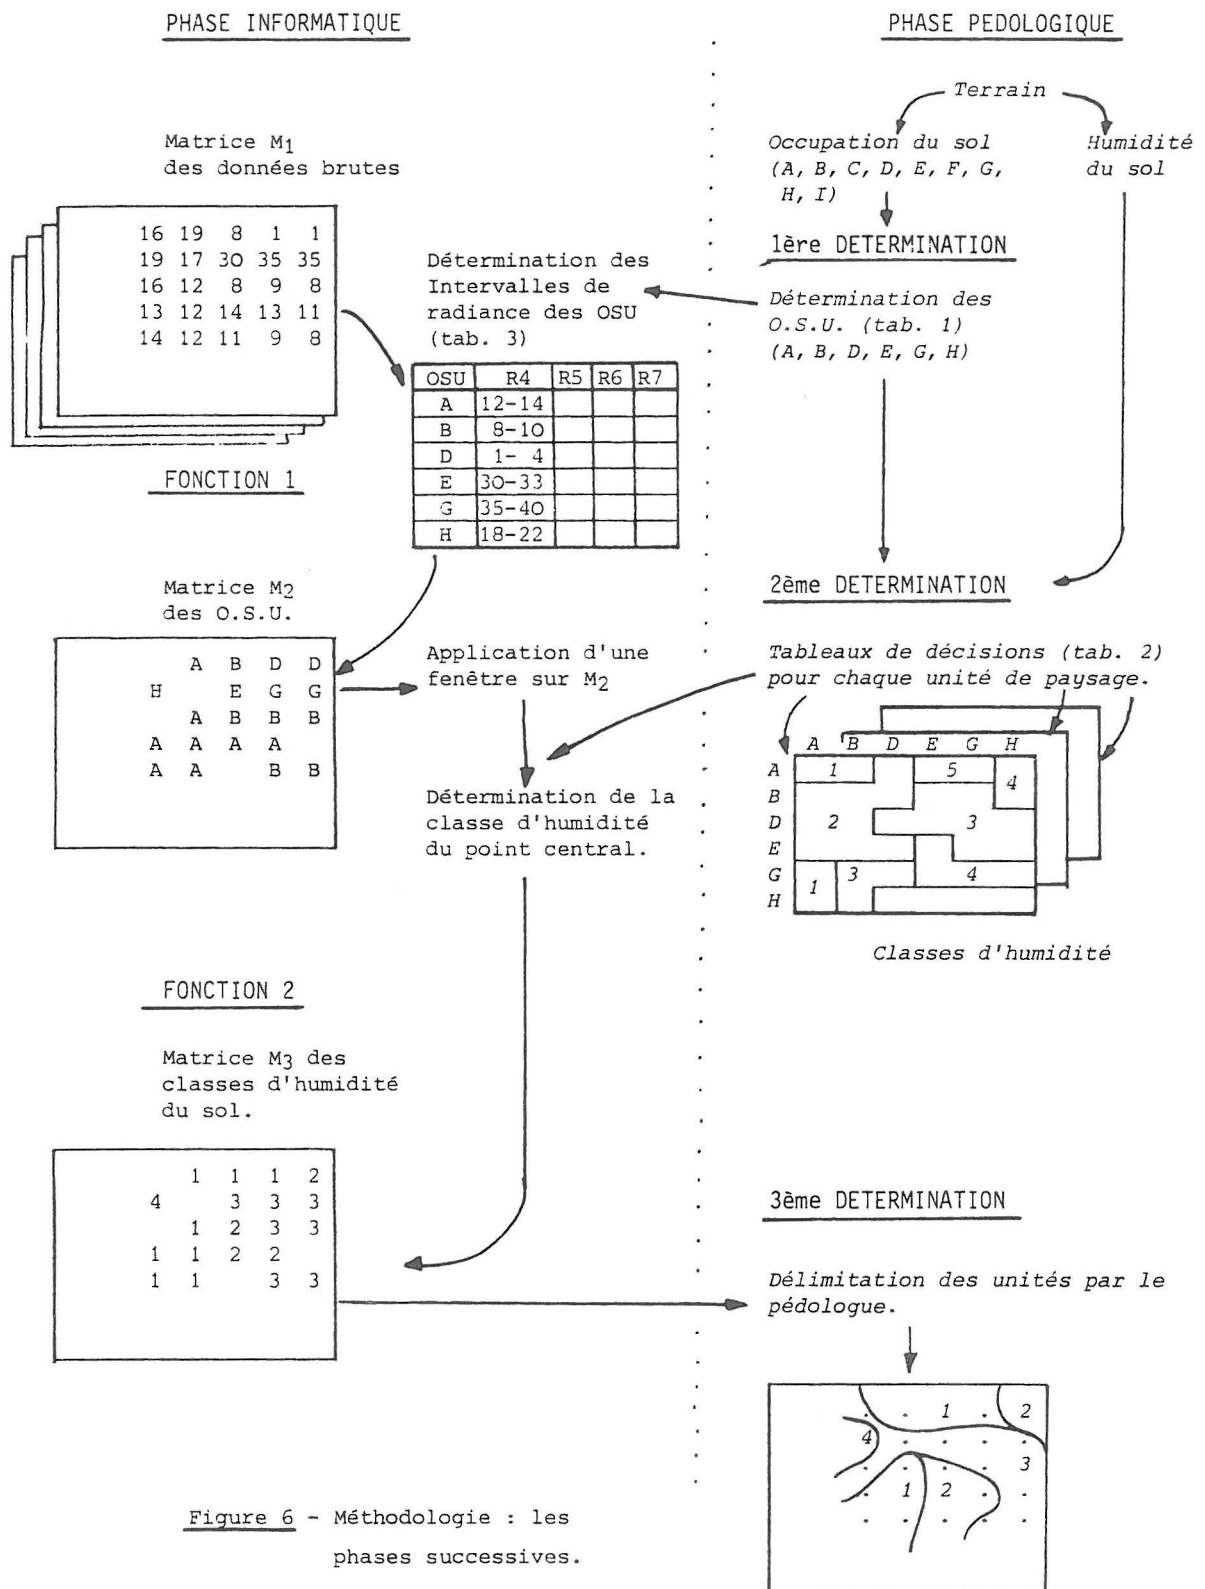 PHASE INFORMATIQUE
Matrice M1
des données brutes
16 19 8 1 1
19 17 30 35 35
16 12 8 9 8
13 12 14 13 11
14 12 11 9 8
FONCTION 1
Détermination des
Intervalles de
radiance des OSU
(tab. 3)
OSU R4 R5 R6 R7
A 12-14
B 8-10
D 1- 4
E 30-33
G 35-40
H 18-22
Matrice M2
des O.S.U.
A B D D
H E G G
A B B B
A A A A
A A B B
Application d'une
fenêtre sur M2
Détermination de la
classe d'humidité
du point central.
FONCTION 2
Matrice M3 des
classes d'humidité
du sol.
1 1 1 2
4 3 3 3
1 2 3 3
1 1 2 2
1 1 3 3
PHASE PEDOLOGIQUE
Terrain
Occupation du sol
(A, B, C, D, E, F, G,
H, I)
Humidité
du sol
1ère DETERMINATION
Détermination des
O.S.U. (tab. 1)
(A, B, D, E, G, H)
2ème DETERMINATION
Tableaux de décisions (tab. 2)
pour chaque unité de paysage.
A B D E G H
A 1 5 4
B
D 2 3
E
G 1 3 4
H
Classes d'humidité
3ème DETERMINATION
Délimitation des unités par le
pédologue.
1 2
4
3
1 2
Figure 6 - Méthodologie : les
phases successives.